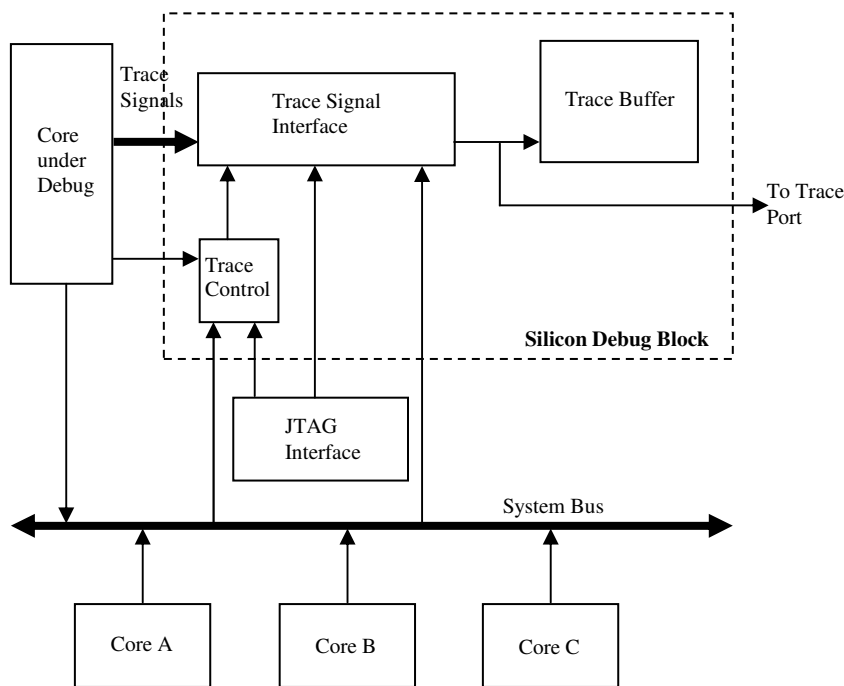 Trace
Signals
Trace Signal
Interface
Trace Buffer
Core
under
Debug
To Trace
Port
Trace
Control
Silicon Debug Block
JTAG
Interface
System Bus
Core A
Core B
Core C